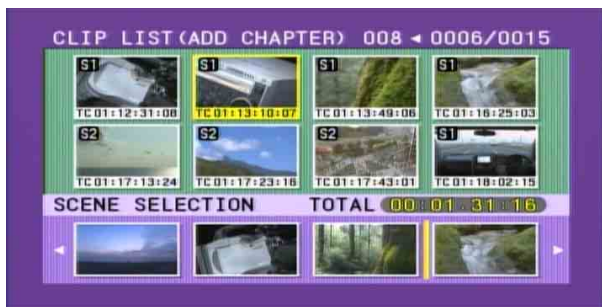 CLIP LIST(ADD CHAPTER) 008 ◄ 0006/0015
S1 S1 S1 S1
TC 01:12:31:08 TC 01:13:10:07 TC 01:13:49:06 TC 01:16:25:03
S2 S2 S2 S1
TC 01:17:13:24 TC 01:17:23:16 TC 01:17:43:01 TC 01:18:02:15
SCENE SELECTION TOTAL 00:01:31:16